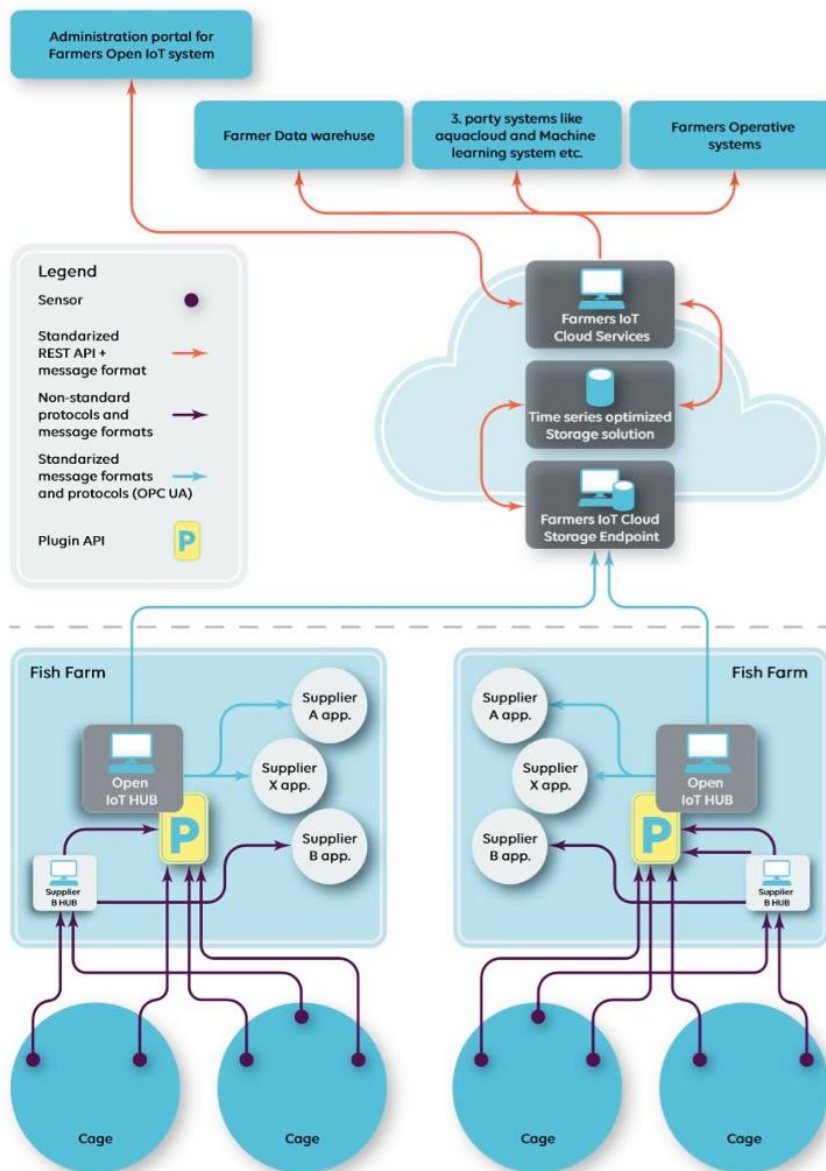 Administration portal for
Farmers Open IoT system
Farmer Data warehuse
3. party systems like
aquacloud and Machine
learning system etc.
Farmers Operative
systems
Legend
Sensor
Standarized
REST API +
message format
Non-standard
protocols and
message formats
Standarized
message formats
and protocols (OPC UA)
Plugin API
P
Farmers IoT
Cloud Services
Time series optimized
Storage solution
Farmers IoT Cloud
Storage Endpoint
Fish Farm
Supplier
A app.
Supplier
X app.
Supplier
B app.
Open
IoT HUB
P
Supplier
B HUB
Cage
Cage
Fish Farm
Supplier
A app.
Supplier
X app.
Supplier
B app.
Open
IoT HUB
P
Supplier
B HUB
Cage
Cage